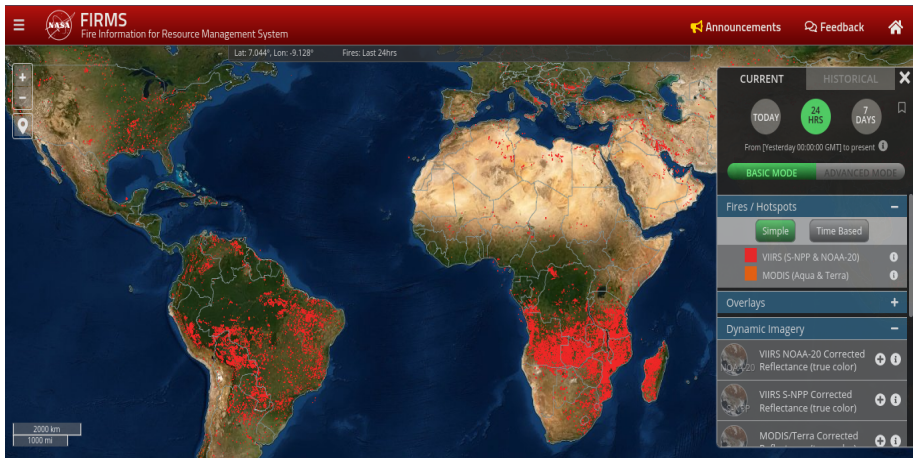 NASA
FIRMS
Fire Information for Resource Management System
Announcements
Feedback
Lat: 7.044°, Lon: -9.128°
Fires: Last 24hrs
+
−
CURRENT
HISTORICAL
TODAY
24
HRS
7
DAYS
From [Yesterday 00:00:00 GMT] to present
BASIC MODE
ADVANCED MODE
Fires / Hotspots
Simple
Time Based
VIIRS (S-NPP & NOAA-20)
MODIS (Aqua & Terra)
Overlays
Dynamic Imagery
VIIRS NOAA-20 Corrected
Reflectance (true color)
NOAA-20
VIIRS S-NPP Corrected
Reflectance (true color)
MODIS/Terra Corrected
2000 km
1000 mi